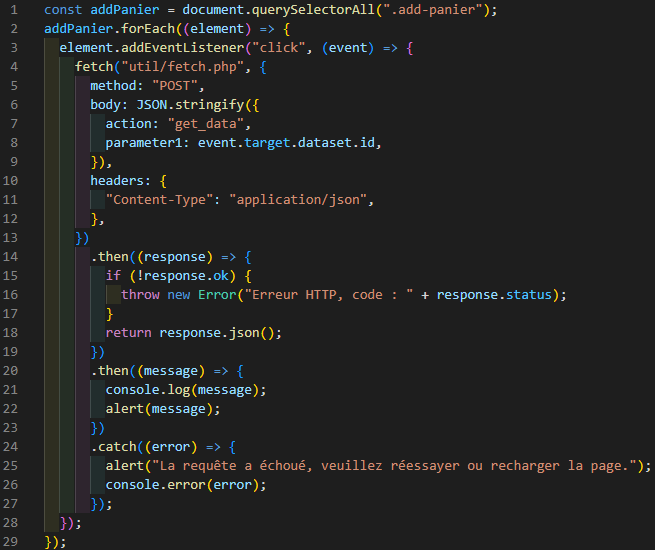 1 const addPanier = document.querySelectorAll(".add-panier");
2 addPanier.forEach((element) => {
3   element.addEventListener("click", (event) => {
4     fetch("util/fetch.php", {
5       method: "POST",
6       body: JSON.stringify({
7         action: "get_data",
8         parameter1: event.target.dataset.id,
9       }),
10       headers: {
11         "Content-Type": "application/json",
12       },
13     })
14       .then((response) => {
15         if (!response.ok) {
16           throw new Error("Erreur HTTP, code : " + response.status);
17         }
18         return response.json();
19       })
20       .then((message) => {
21         console.log(message);
22         alert(message);
23       })
24       .catch((error) => {
25         alert("La requête a échoué, veuillez réessayer ou recharger la page.");
26         console.error(error);
27       });
28   });
29 });